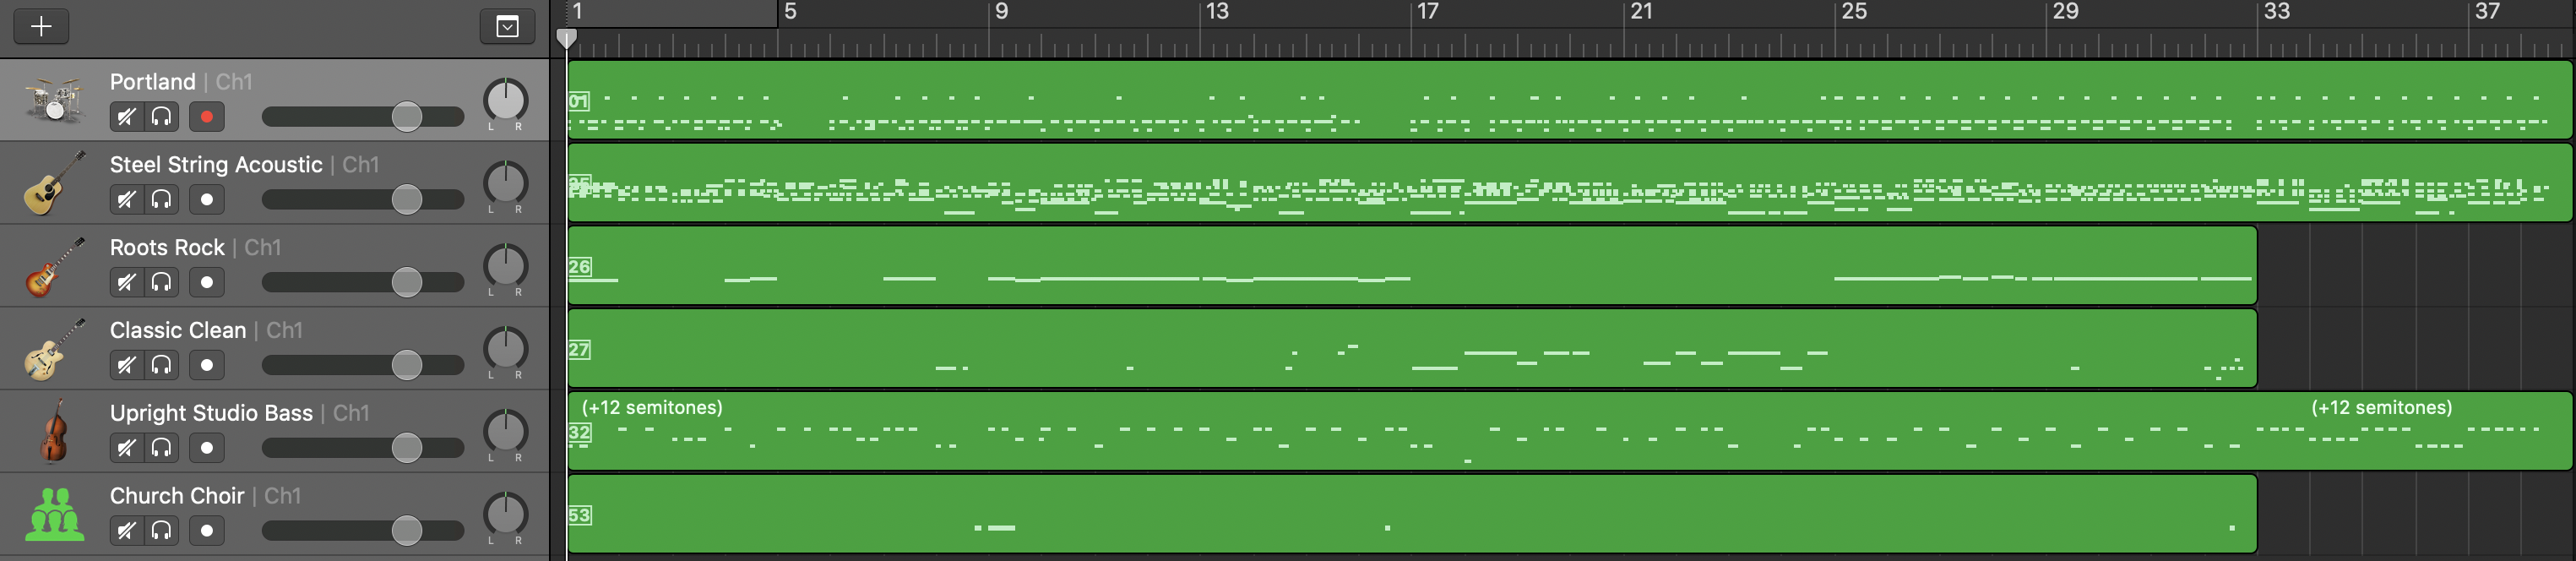 1 5 9 13 17 21 25 29 33 37
Portland | Ch1
L R
01
Steel String Acoustic | Ch1
L R
25
Roots Rock | Ch1
L R
26
Classic Clean | Ch1
L R
27
Upright Studio Bass | Ch1
L R
(+12 semitones) (+12 semitones)
32
Church Choir | Ch1
L R
53